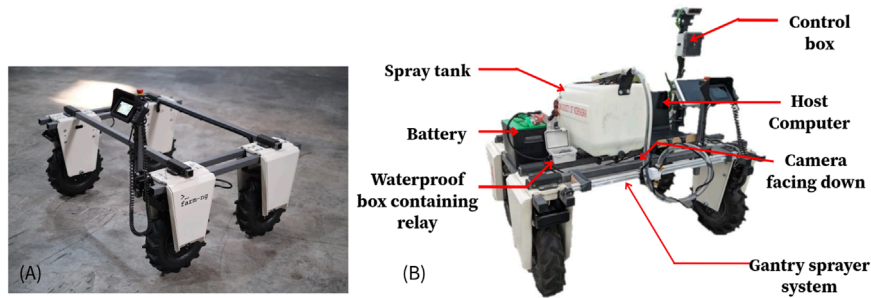 >_
farm-ng
(A)
Spray tank
Battery
Waterproof
box containing
relay
(B)
Control
box
Host
Computer
Camera
facing down
Gantry sprayer
system